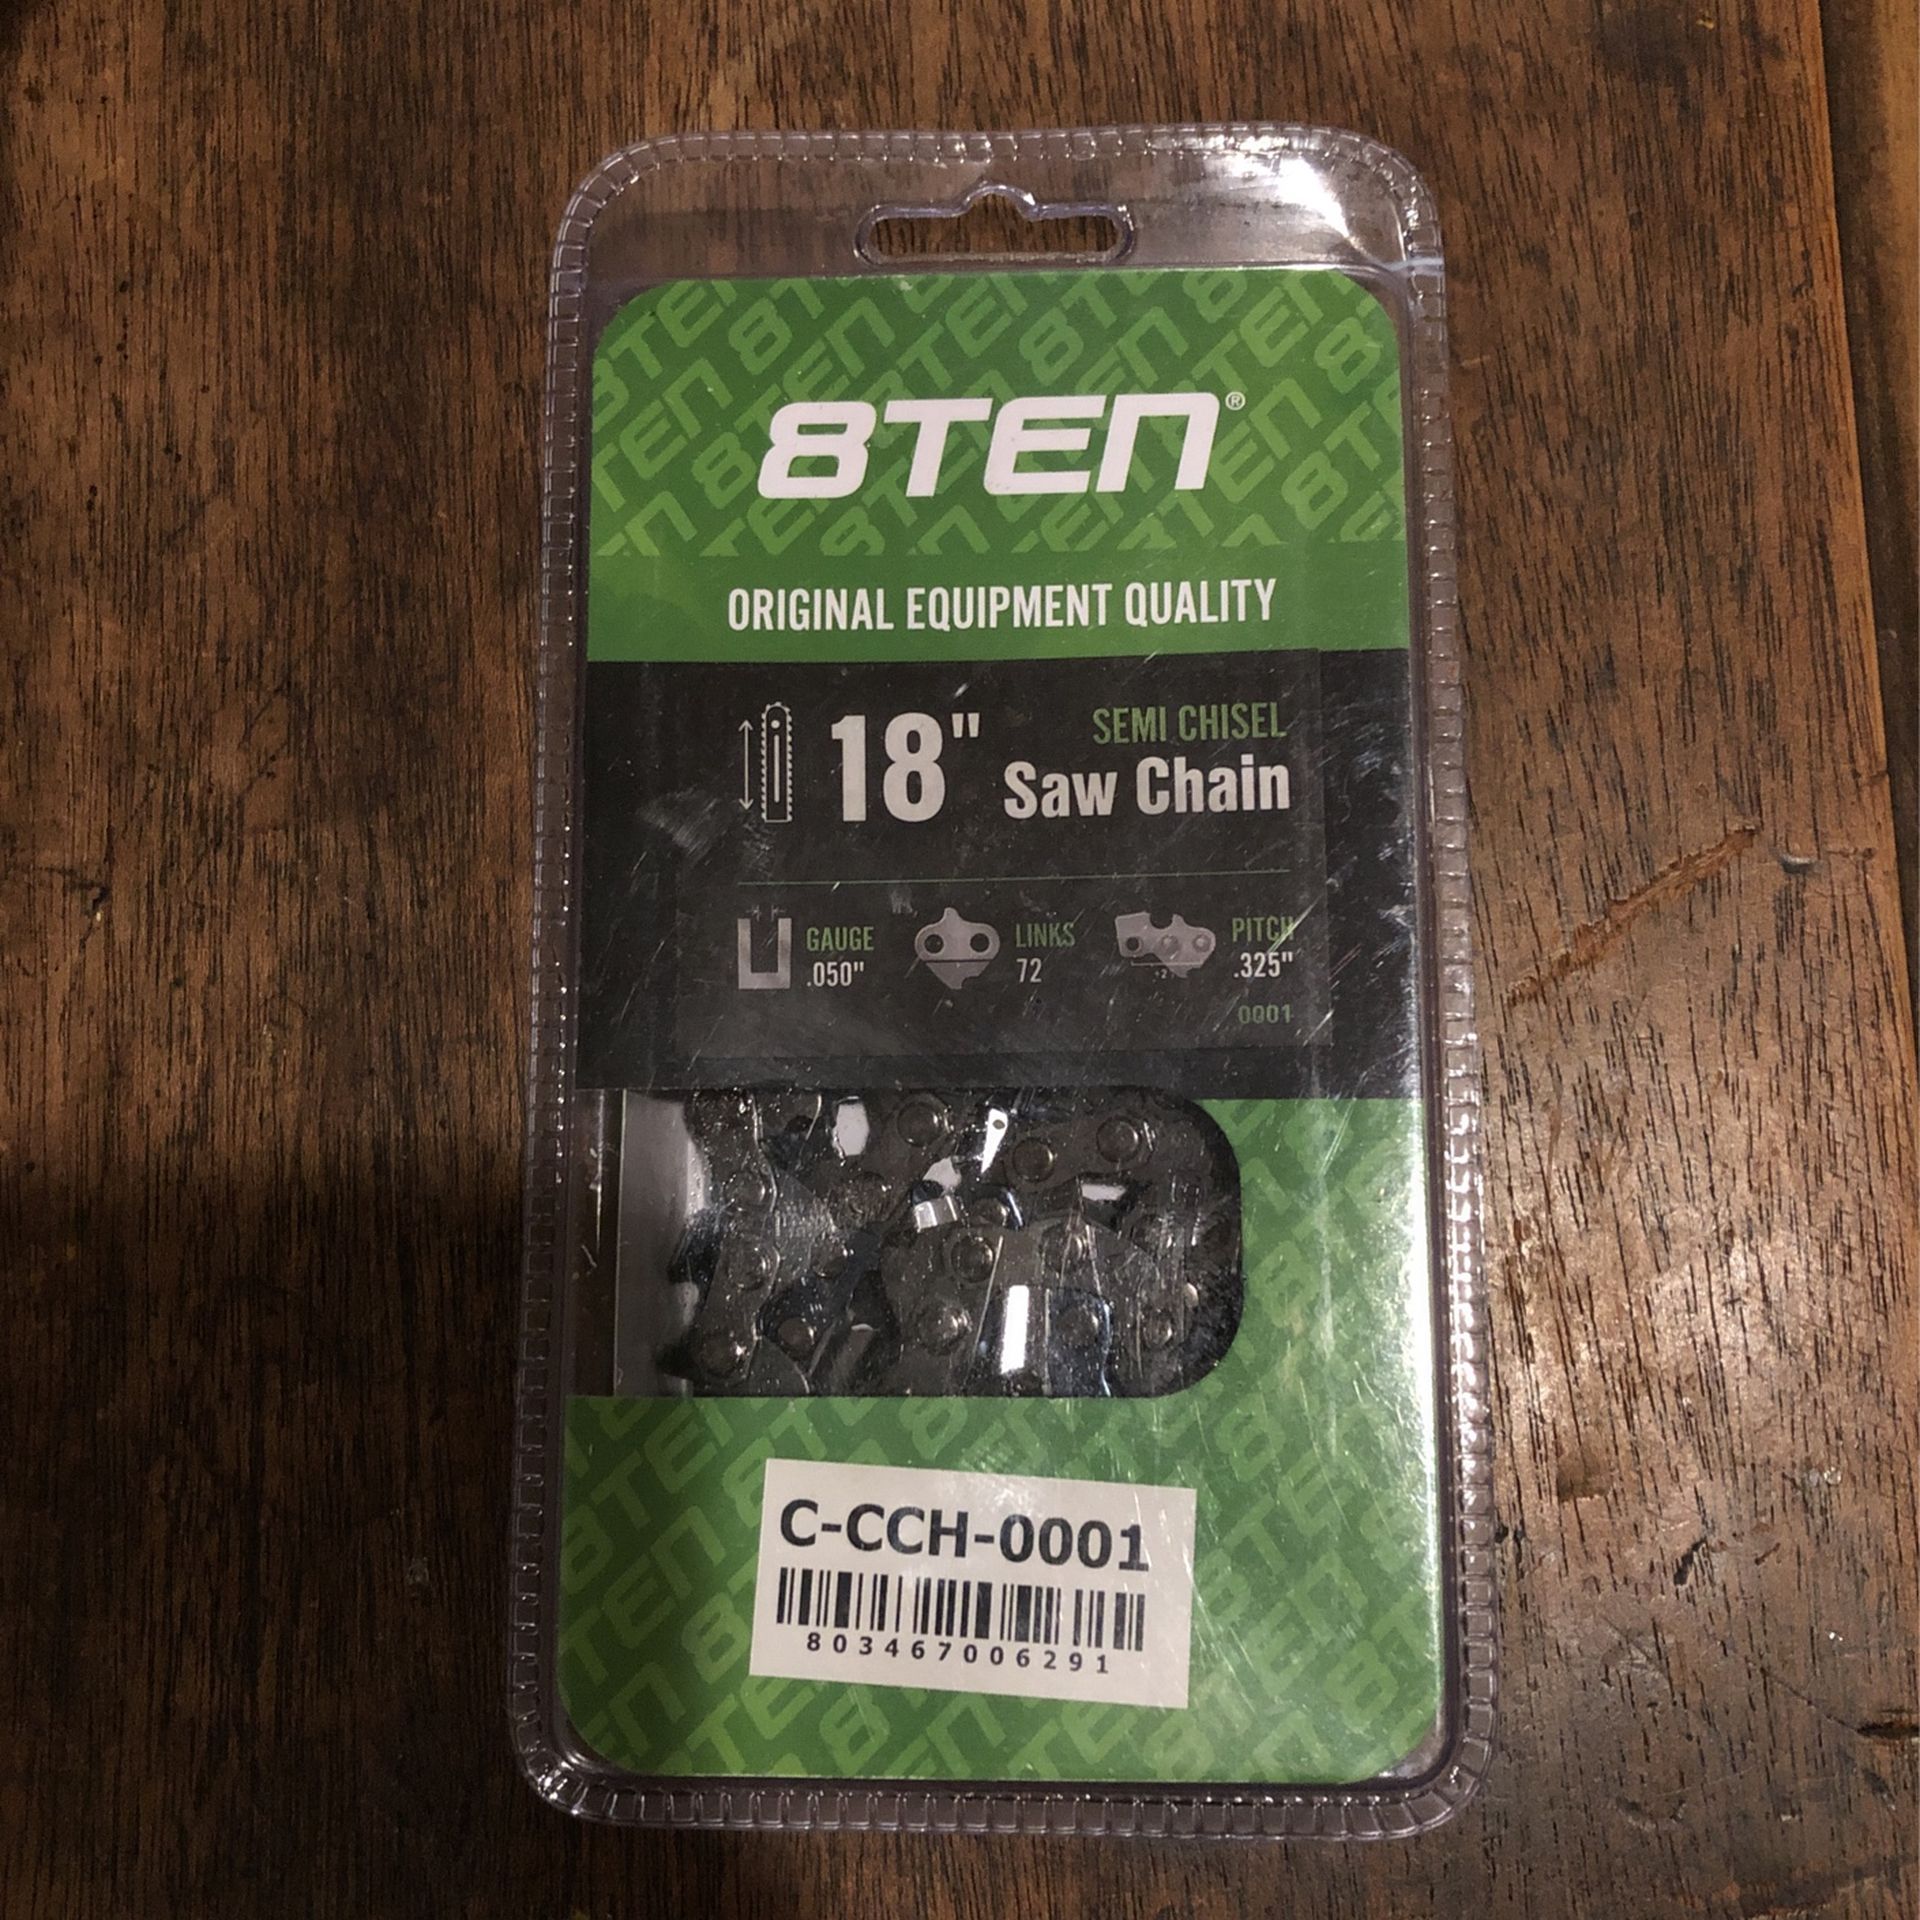 8TEN®
ORIGINAL EQUIPMENT QUALITY
18" SEMI CHISEL
Saw Chain
GAUGE
.050"
LINKS
72
PITCH
.325"
0001
C-CCH-0001
803467006291